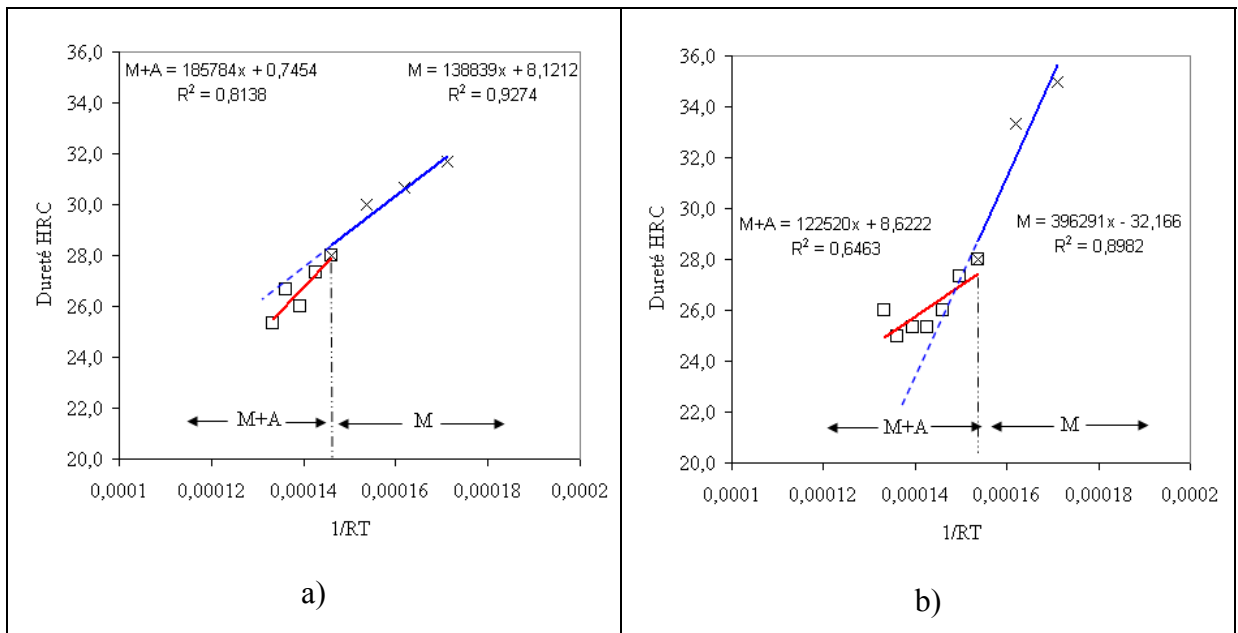 36,0
34,0
32,0
30,0
28,0
26,0
24,0
22,0
20,0
Dureté HRC
M+A = 185784x + 0,7454
R² = 0,8138
M = 138839x + 8,1212
R² = 0,9274
M+A
M
0,0001 0,00012 0,00014 0,00016 0,00018 0,0002
1/RT
a)
36,0
34,0
32,0
30,0
28,0
26,0
24,0
22,0
20,0
Dureté HRC
M+A = 122520x + 8,6222
R² = 0,6463
M = 396291x - 32,166
R² = 0,8982
M+A
M
0,0001 0,00012 0,00014 0,00016 0,00018 0,0002
1/RT
b)